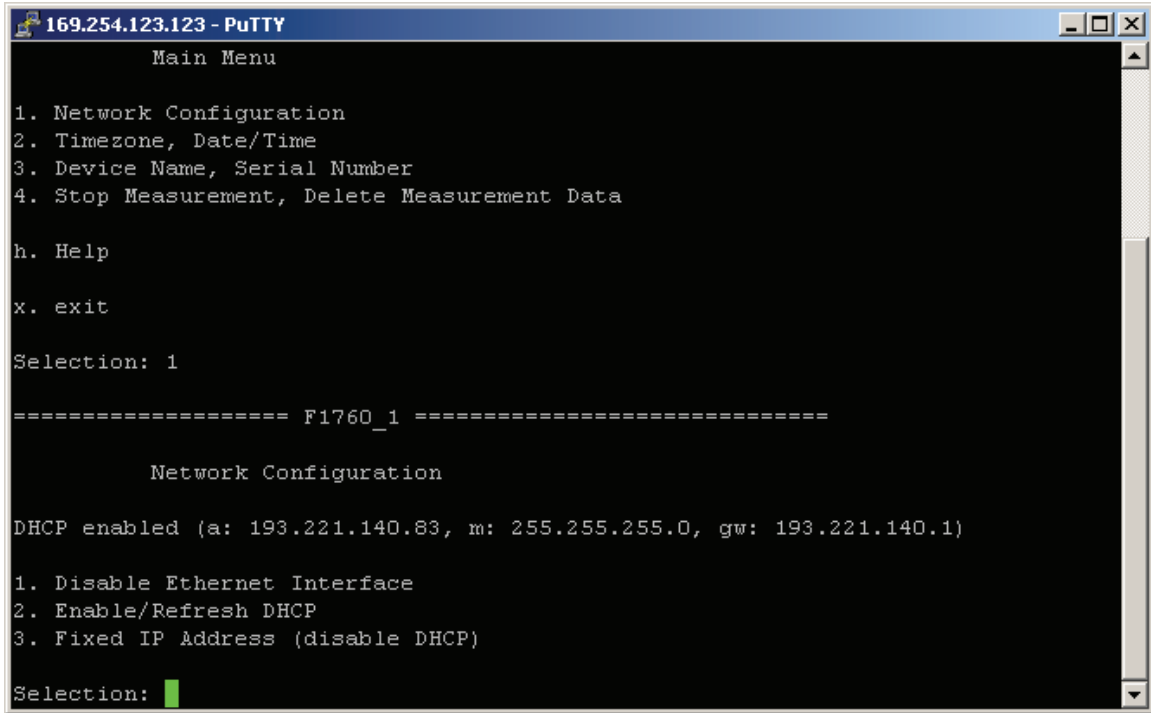 169.254.123.123 - PuTTY
Main Menu
1. Network Configuration
2. Timezone, Date/Time
3. Device Name, Serial Number
4. Stop Measurement, Delete Measurement Data
h. Help
x. exit
Selection: 1
==================== F1760_1 ==============================
Network Configuration
DHCP enabled (a: 193.221.140.83, m: 255.255.255.0, gw: 193.221.140.1)
1. Disable Ethernet Interface
2. Enable/Refresh DHCP
3. Fixed IP Address (disable DHCP)
Selection: